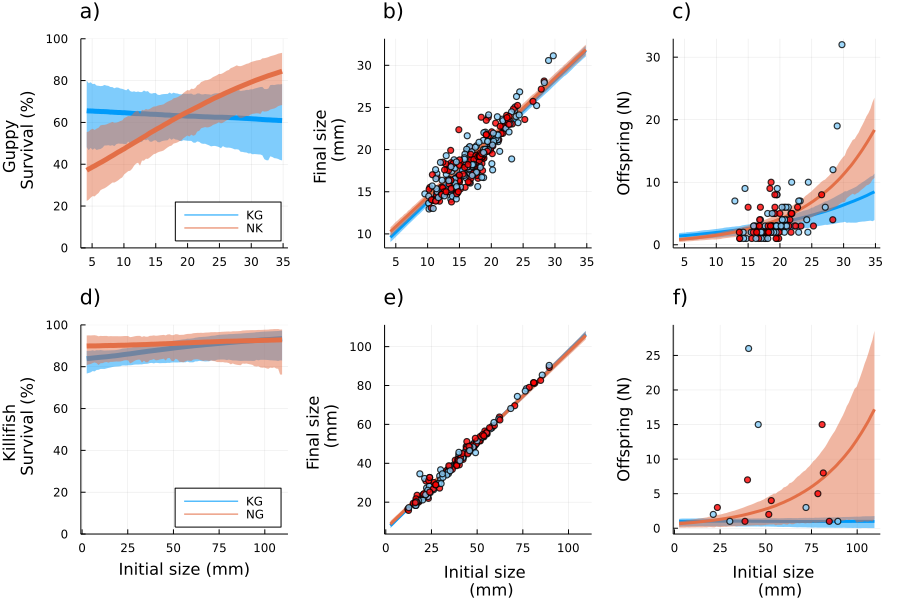 a)
b)
c)
Guppy
Survival (%)
100
80
60
40
20
0
5 10 15 20 25 30 35
KG
NK
Final size
(mm)
30
25
20
15
10
5 10 15 20 25 30 35
Offspring (N)
30
20
10
0
5 10 15 20 25 30 35
d)
e)
f)
Killifish
Survival (%)
100
80
60
40
20
0
0 25 50 75 100
KG
NG
Initial size (mm)
Final size
(mm)
100
80
60
40
20
0 25 50 75 100
Initial size
(mm)
Offspring (N)
25
20
15
10
5
0
0 25 50 75 100
Initial size
(mm)